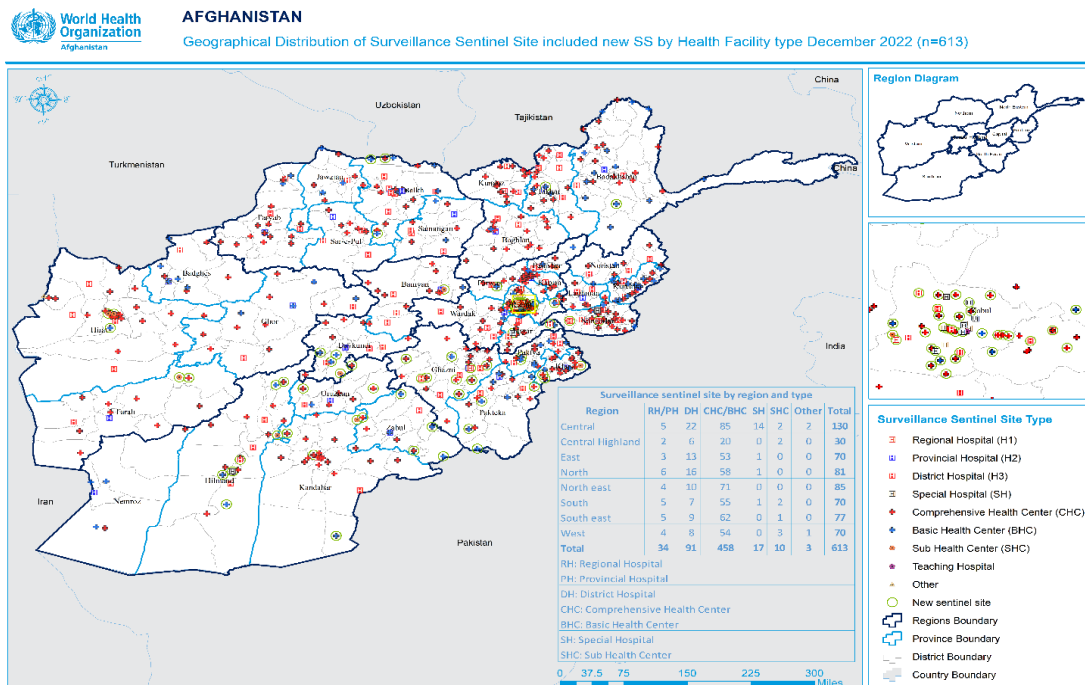 World Health
Organization
Afghanistan
AFGHANISTAN
Geographical Distribution of Surveillance Sentinel Site included new SS by Health Facility type December 2022 (n=613)
China
Uzbokistan
Tajikistan
Turkmenistan
China
Jawzjan
Balkh
Kunduz
Takhar
Badakhshan
Faryab
Sar-e-Pul
Samangan
Baghlan
Badghis
Bamyan
Nuristan
Hirat
Ghor
Wardak
Daykundi
Ghazni
Paktya
India
Uruzgan
Farah
Zabul
Paktika
Hilmand
Kandahar
Iran
Nemroz
Pakistan
Surveillance sentinel site by region and type
Region RH/PH DH CHC/BHC SH SHC Other Total
Central 5 22 85 14 2 2 130
Central Highland 2 6 20 0 2 0 30
East 3 13 53 1 0 0 70
North 6 16 58 1 0 0 81
North east 4 10 71 0 0 0 85
South 5 7 55 1 2 0 70
South east 5 9 62 0 1 0 77
West 4 8 54 0 3 1 70
Total 34 91 458 17 10 3 613
RH: Regional Hospital
PH: Provincial Hospital
DH: District Hospital
CHC: Comprehensive Health Center
BHC: Basic Health Center
SH: Special Hospital
SHC: Sub Health Center
0 37.5 75 150 225 300
Miles
Region Diagram
Kabul
Surveillance Sentinel Site Type
Regional Hospital (H1)
Provincial Hospital (H2)
District Hospital (H3)
Special Hospital (SH)
Comprehensive Health Center (CHC)
Basic Health Center (BHC)
Sub Health Center (SHC)
Teaching Hospital
Other
New sentinel site
Regions Boundary
Province Boundary
District Boundary
Country Boundary